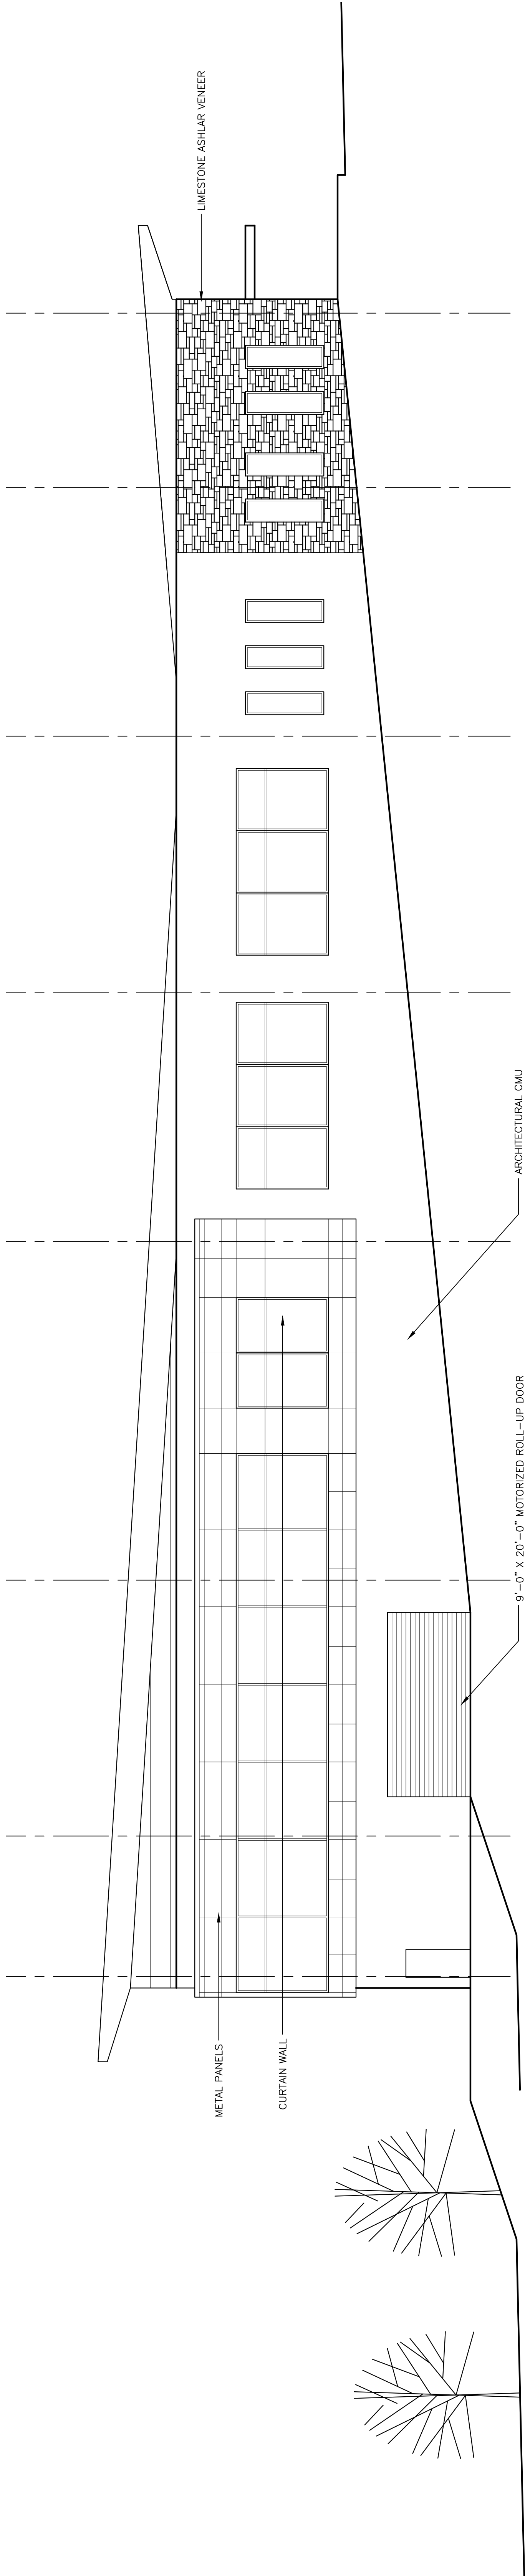 LIMESTONE ASHLAR VENEER
ARCHITECTURAL CMU
9'-0" X 20'-0" MOTORIZED ROLL-UP DOOR
METAL PANELS
CURTAIN WALL